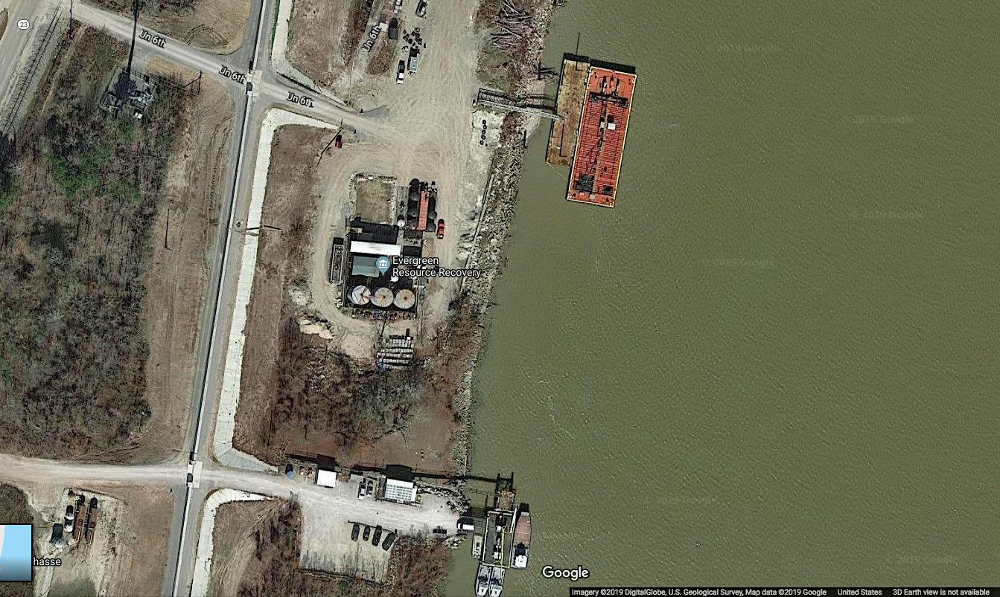 23
Un 6th
Un 6th
Un 6th
Un 6th
Evergreen
Resource Recovery
hasse
Google
Imagery ©2019 DigitalGlobe, U.S. Geological Survey, Map data ©2019 Google United States 3D Earth view is not available